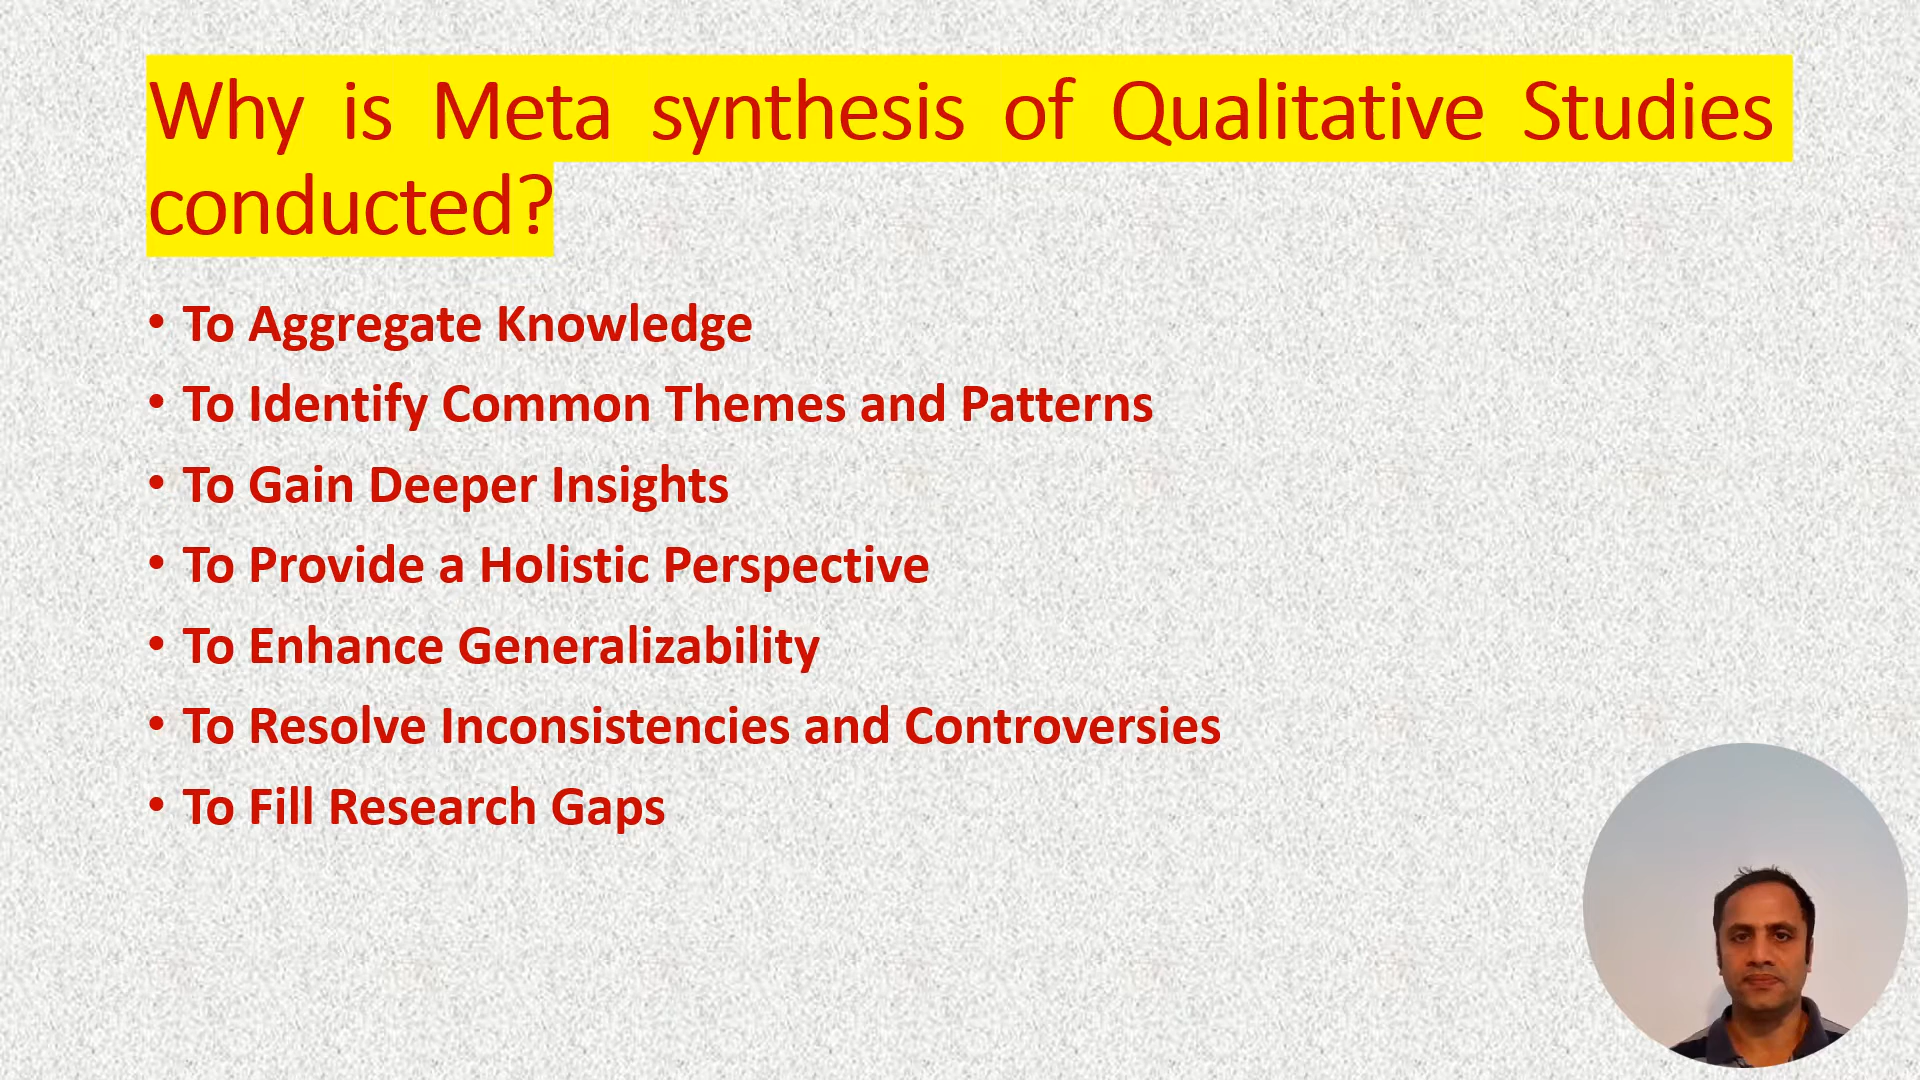 Why is Meta synthesis of Qualitative Studies
conducted?
• To Aggregate Knowledge
• To Identify Common Themes and Patterns
• To Gain Deeper Insights
• To Provide a Holistic Perspective
• To Enhance Generalizability
• To Resolve Inconsistencies and Controversies
• To Fill Research Gaps